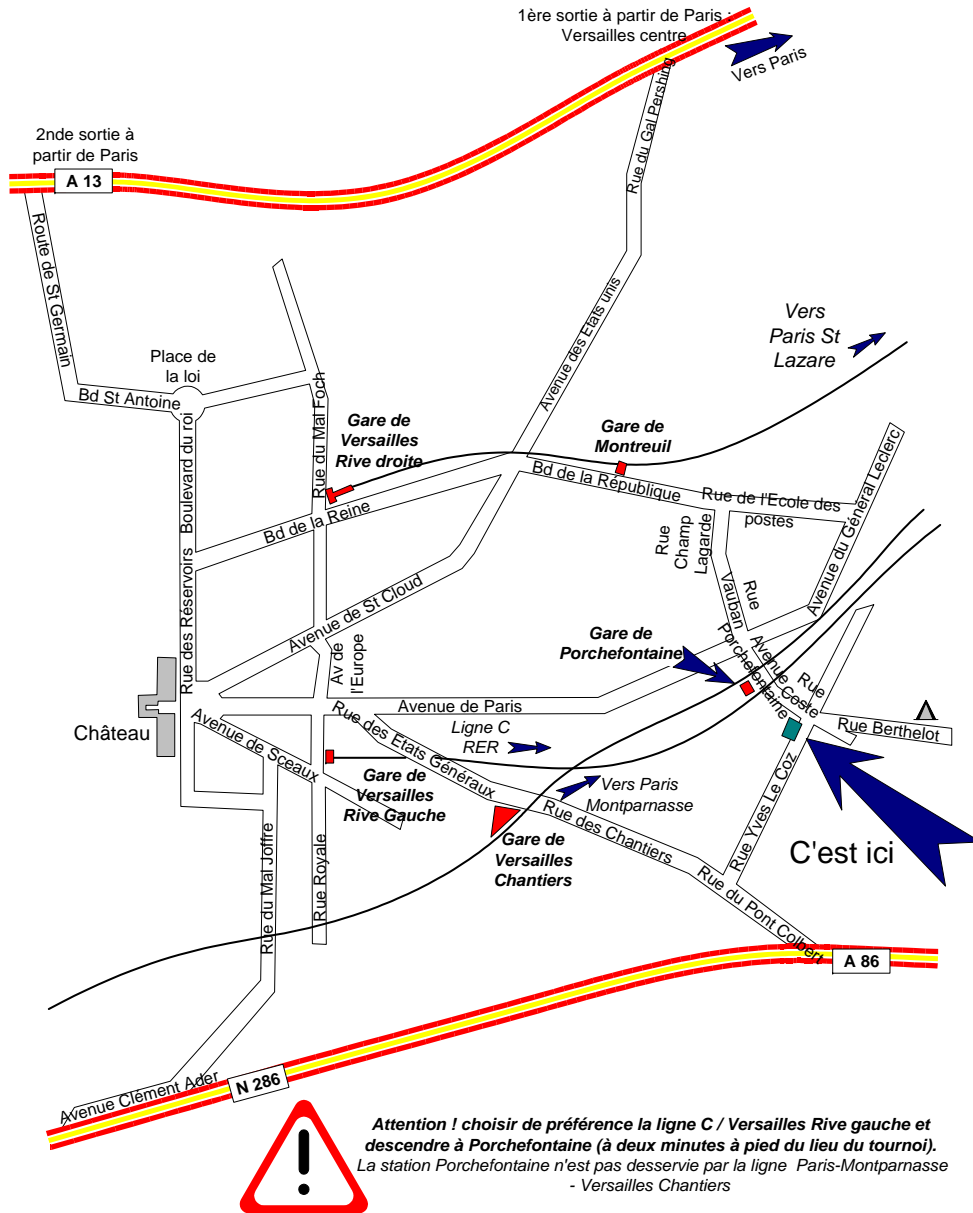 1ère sortie à partir de Paris :
Versailles centre
Vers Paris
2nde sortie à
partir de Paris
A 13
Rue du Gal Pershing
Route de St Germain
Avenue des Etats unis
Vers
Paris St
Lazare
Place de
la loi
Bd St Antoine
Boulevard du roi
Rue du Mal Foch
Gare de
Versailles
Rive droite
Gare de
Montreuil
Bd de la République
Rue de l'Ecole des
postes
Avenue du Général Leclerc
Bd de la Reine
Rue
Champ
Lagarde
Rue
Vauban
Rue des Réservoirs
Avenue de St Cloud
Av de
l'Europe
Gare de
Porchefontaine
Avenue Coste
Rue
Porchefontaine
Rue Berthelot
Château
Avenue de Paris
Avenue de Sceaux
Rue des Etats Généraux
Ligne C
RER
Gare de
Versailles
Rive Gauche
Vers Paris
Montparnasse
Rue des Chantiers
Gare de
Versailles
Chantiers
Rue Yves Le Coz
C'est ici
Rue du Mal Joffre
Rue Royale
Rue du Pont Colbert
A 86
Avenue Clément Ader
N 286
Attention ! choisir de préférence la ligne C / Versailles Rive gauche et
descendre à Porchefontaine (à deux minutes à pied du lieu du tournoi).
La station Porchefontaine n'est pas desservie par la ligne Paris-Montparnasse
- Versailles Chantiers